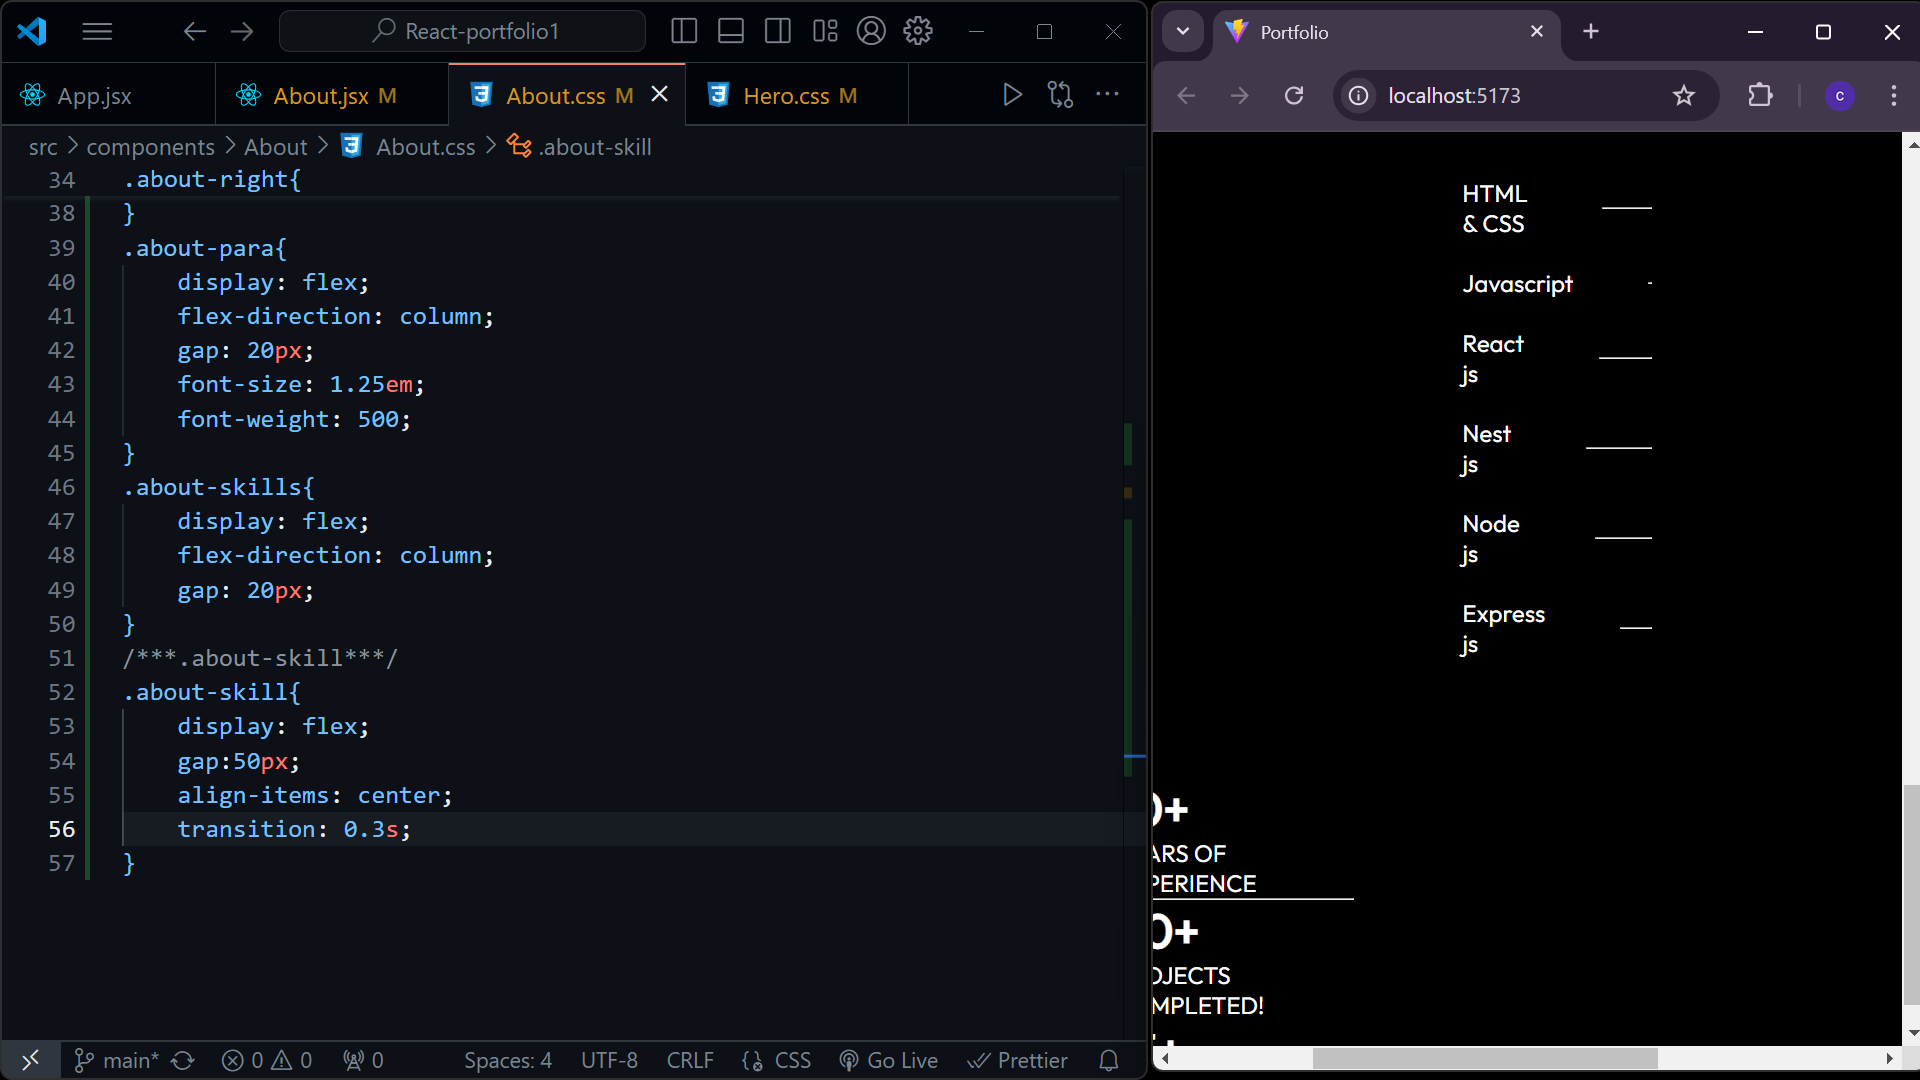 React-portfolio1
App.jsx
About.jsx M
About.css M
Hero.css M
src > components > About > About.css > .about-skill
34 .about-right{
38 }
39 .about-para{
40 display: flex;
41 flex-direction: column;
42 gap: 20px;
43 font-size: 1.25em;
44 font-weight: 500;
45 }
46 .about-skills{
47 display: flex;
48 flex-direction: column;
49 gap: 20px;
50 }
51 /***.about-skill***/
52 .about-skill{
53 display: flex;
54 gap:50px;
55 align-items: center;
56 transition: 0.3s;
57 }
main* 0 0 0 Spaces: 4 UTF-8 CRLF CSS Go Live Prettier
Portfolio
localhost:5173
c
HTML
& CSS
Javascript
React
js
Nest
js
Node
js
Express
js
0+
ARS OF
PERIENCE
0+
OJECTS
MPLETED!